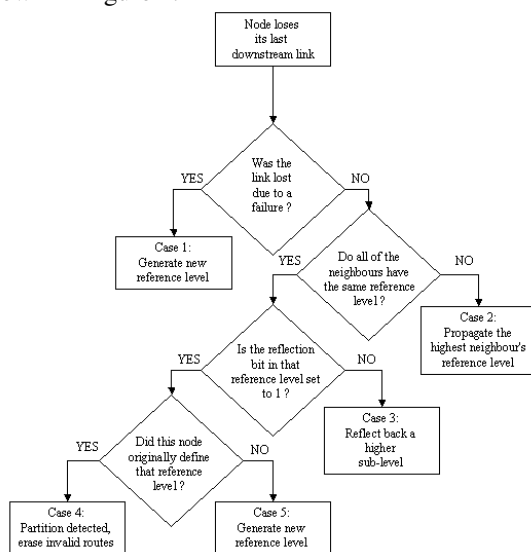 Node loses
its last
downstream link
Was the
link lost
due to a
failure ?
YES
NO
Case 1:
Generate new
reference level
Do all of the
neighbours have
the same reference
level ?
YES
NO
Case 2:
Propagate the
highest neighbour's
reference level
Is the reflection
bit in that
reference level set
to 1 ?
YES
NO
Case 3:
Reflect back a
higher
sub-level
Did this node
originally define
that reference
level ?
YES
NO
Case 4:
Partition detected,
erase invalid routes
Case 5:
Generate new
reference level